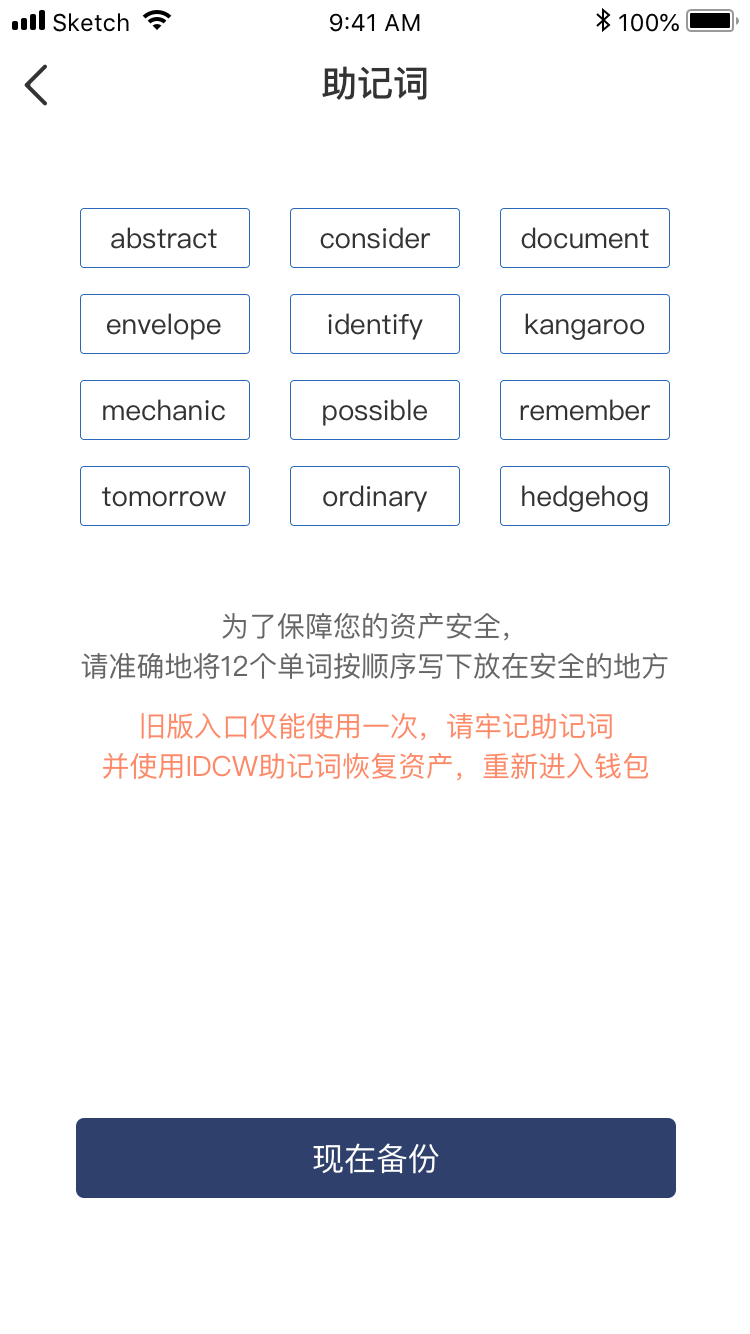 Sketch 9:41 AM 100%
助记词
abstract consider document
envelope identify kangaroo
mechanic possible remember
tomorrow ordinary hedgehog
为了保障您的资产安全，
请准确地将12个单词按顺序写下放在安全的地方
旧版入口仅能使用一次，请牢记助记词
并使用IDCW助记词恢复资产，重新进入钱包
现在备份